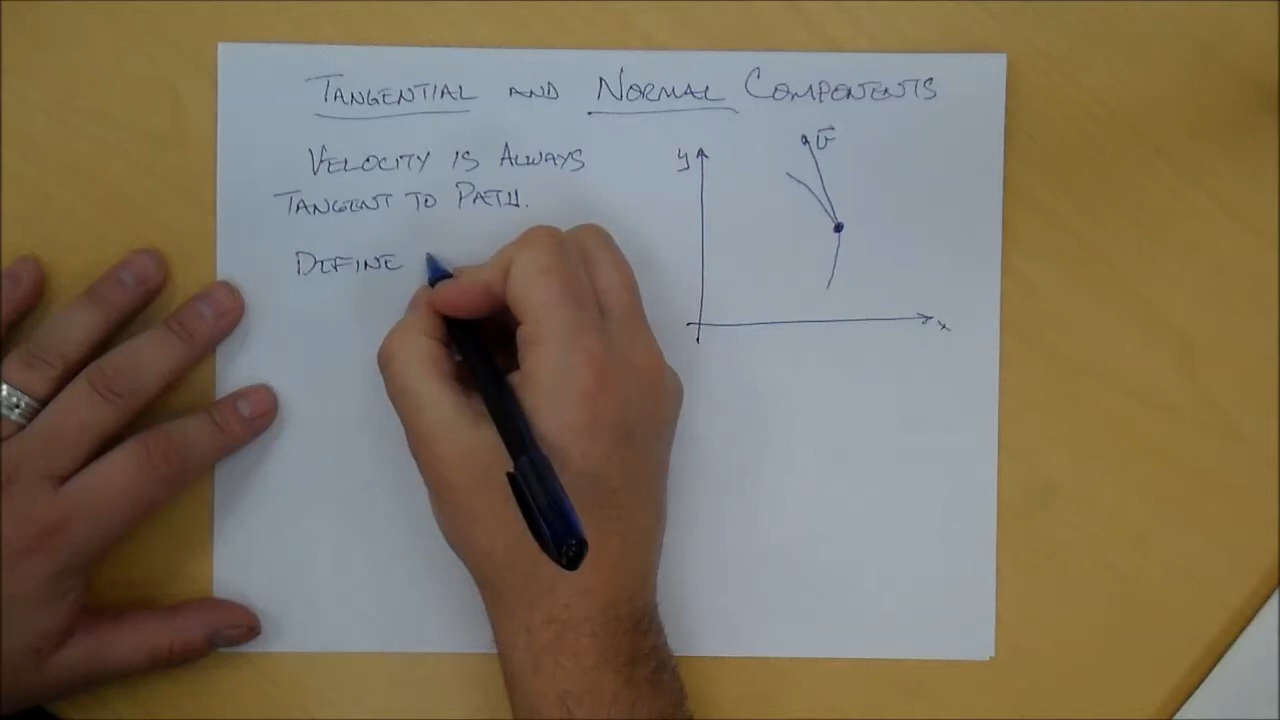 TANGENTIAL AND NORMAL COMPONENTS
VELOCITY IS ALWAYS
TANGENT TO PATH.
DEFINE
y
v⃗
x